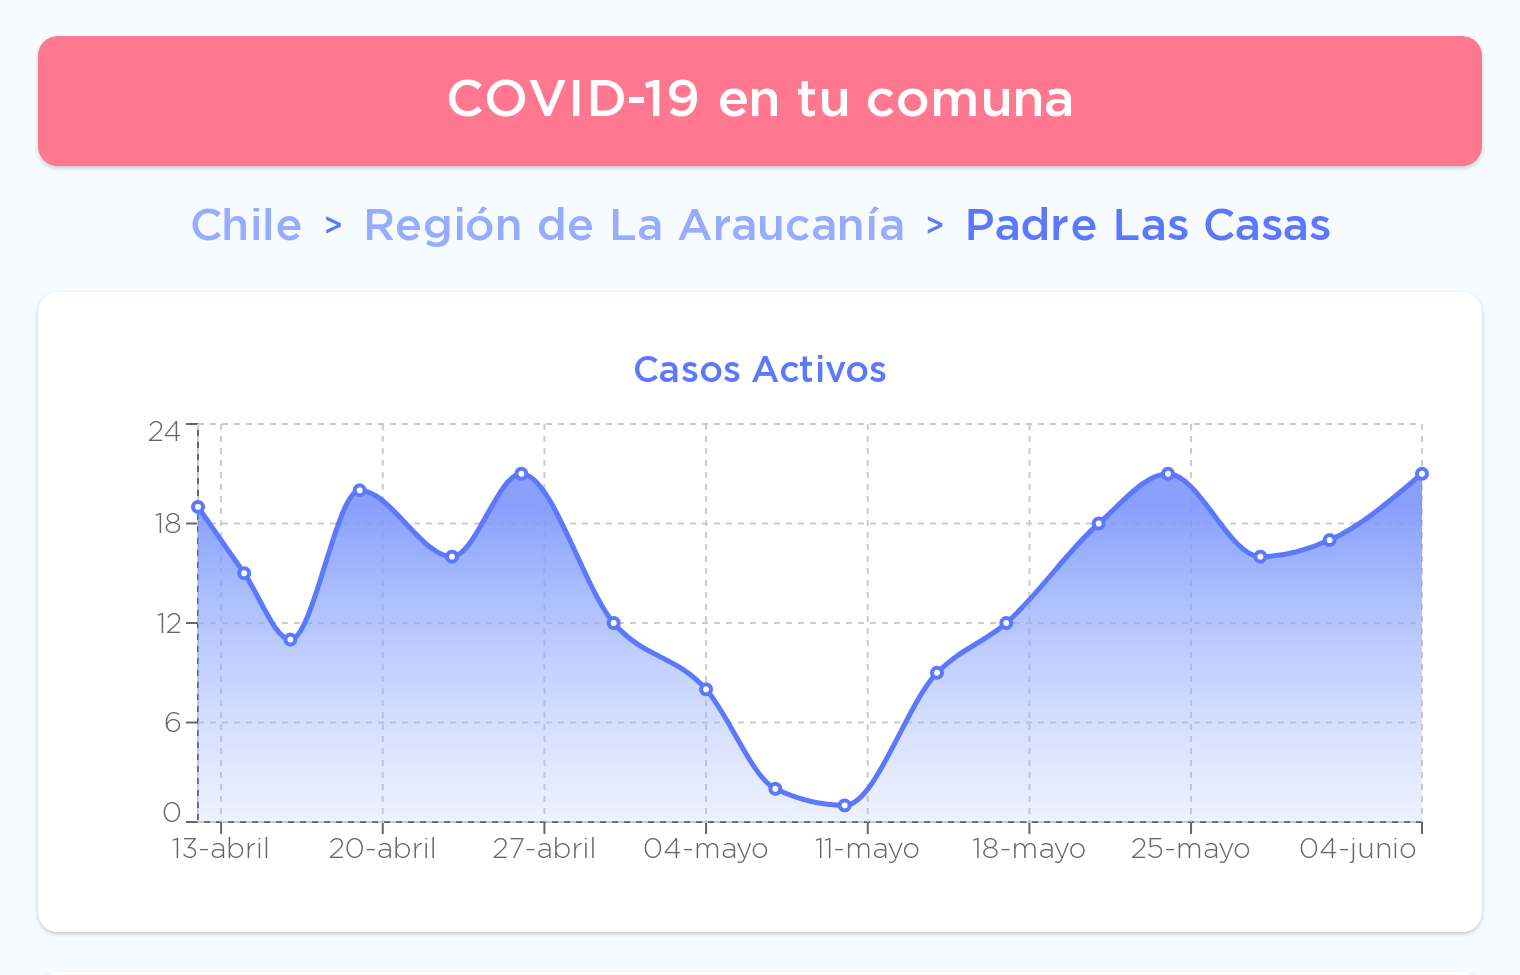 COVID-19 en tu comuna
Chile > Región de La Araucanía > Padre Las Casas
Casos Activos
24
18
12
6
0
13-abril 20-abril 27-abril 04-mayo 11-mayo 18-mayo 25-mayo 04-junio